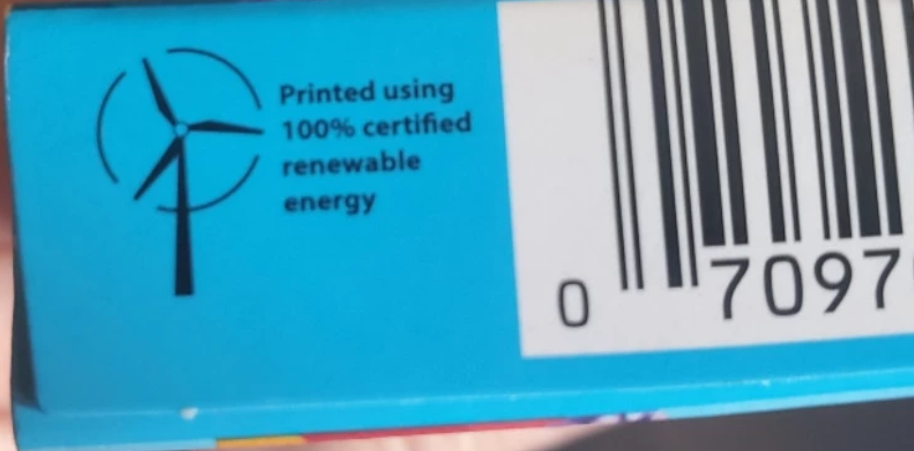 Printed using
100% certified
renewable
energy
0 7097